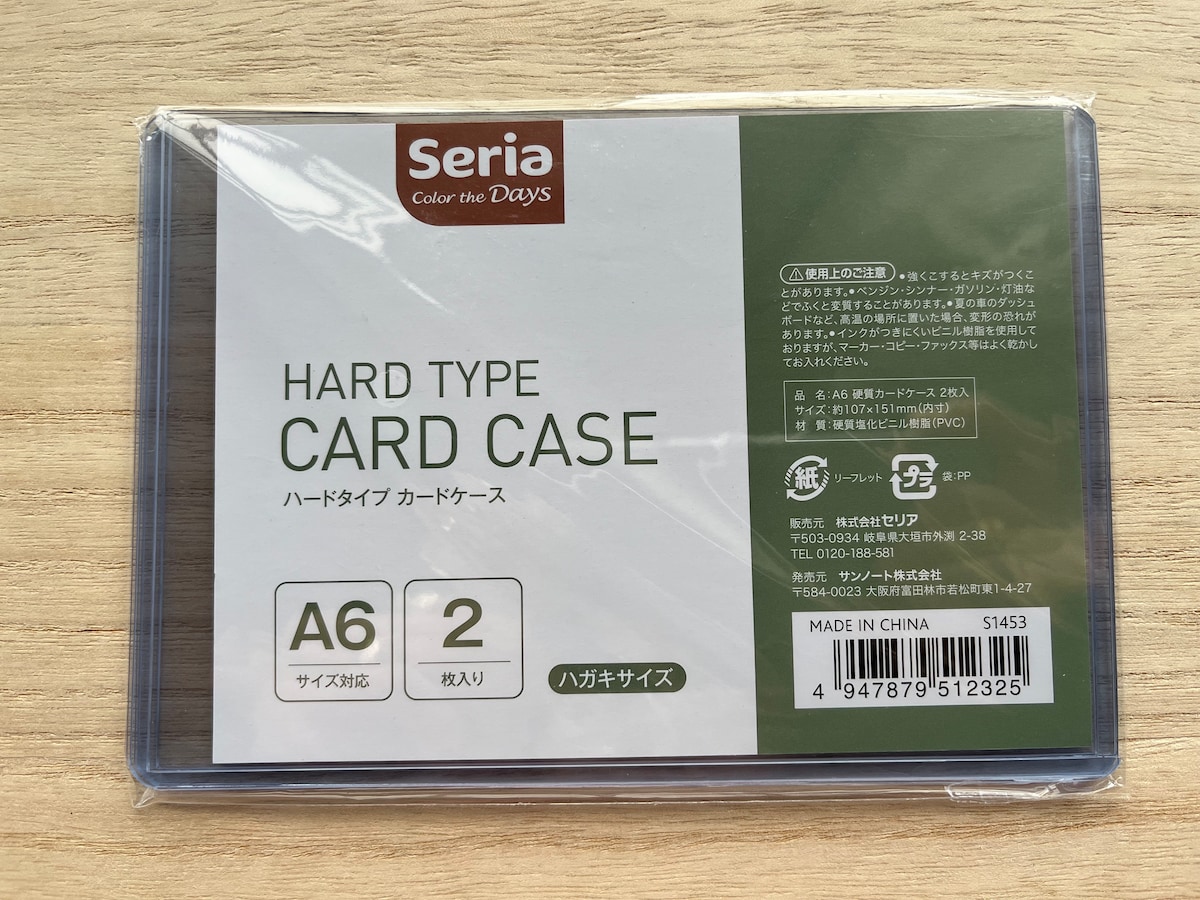 Seria
Color the Days
HARD TYPE
CARD CASE
ハードタイプ カードケース
A6
サイズ対応
2
枚入り
ハガキサイズ
⚠使用上のご注意 ●強くこするとキズがつくこ
とがあります。●ベンジン・シンナー・ガソリン・灯油な
どでふくと変質することがあります。●夏の車のダッシュ
ボードなど、高温の場所に置いた場合、変形の恐れが
あります。●インクがつきにくいビニル樹脂を使用して
おりますが、マーカー・コピー・ファックス等はよく乾かし
てお入れください。
品 名:A6 硬質カードケース 2枚入
サイズ:約107×151mm(内寸)
材 質:硬質塩化ビニル樹脂(PVC)
紙 リーフレット プラ 袋:PP
販売元 株式会社セリア
〒503-0934 岐阜県大垣市外渕 2-38
TEL 0120-188-581
発売元 サンノート株式会社
〒584-0023 大阪府富田林市若松町東1-4-27
MADE IN CHINA S1453
4 947879 512325